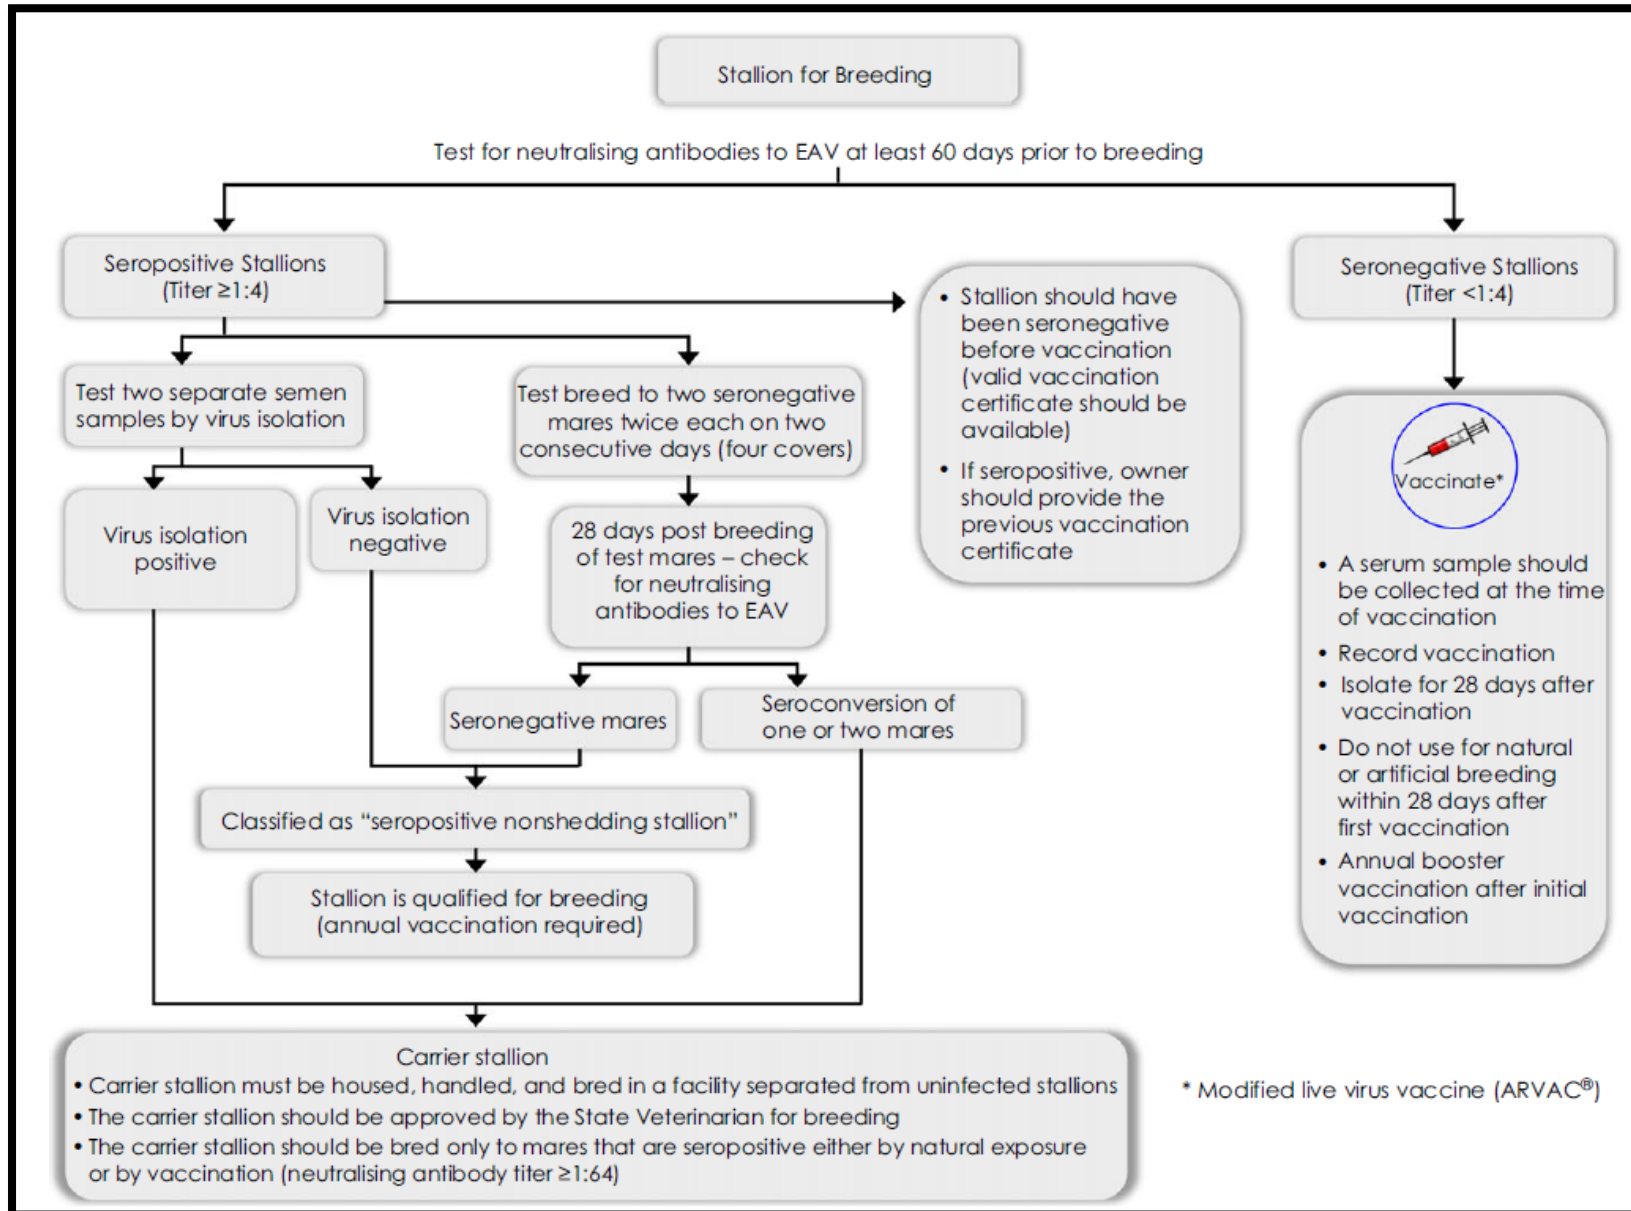 Stallion for Breeding
Test for neutralising antibodies to EAV at least 60 days prior to breeding
Seropositive Stallions
(Titer ≥1:4)
Seronegative Stallions
(Titer <1:4)
• Stallion should have
been seronegative
before vaccination
(valid vaccination
certificate should be
available)
• If seropositive, owner
should provide the
previous vaccination
certificate
Test two separate semen
samples by virus isolation
Test breed to two seronegative
mares twice each on two
consecutive days (four covers)
Virus isolation
positive
Virus isolation
negative
28 days post breeding
of test mares – check
for neutralising
antibodies to EAV
Vaccinate*
• A serum sample should
be collected at the time
of vaccination
• Record vaccination
• Isolate for 28 days after
vaccination
• Do not use for natural
or artificial breeding
within 28 days after
first vaccination
• Annual booster
vaccination after initial
vaccination
Seronegative mares
Seroconversion of
one or two mares
Classified as “seropositive nonshedding stallion”
Stallion is qualified for breeding
(annual vaccination required)
Carrier stallion
• Carrier stallion must be housed, handled, and bred in a facility separated from uninfected stallions
• The carrier stallion should be approved by the State Veterinarian for breeding
• The carrier stallion should be bred only to mares that are seropositive either by natural exposure
or by vaccination (neutralising antibody titer ≥1:64)
* Modified live virus vaccine (ARVAC®)